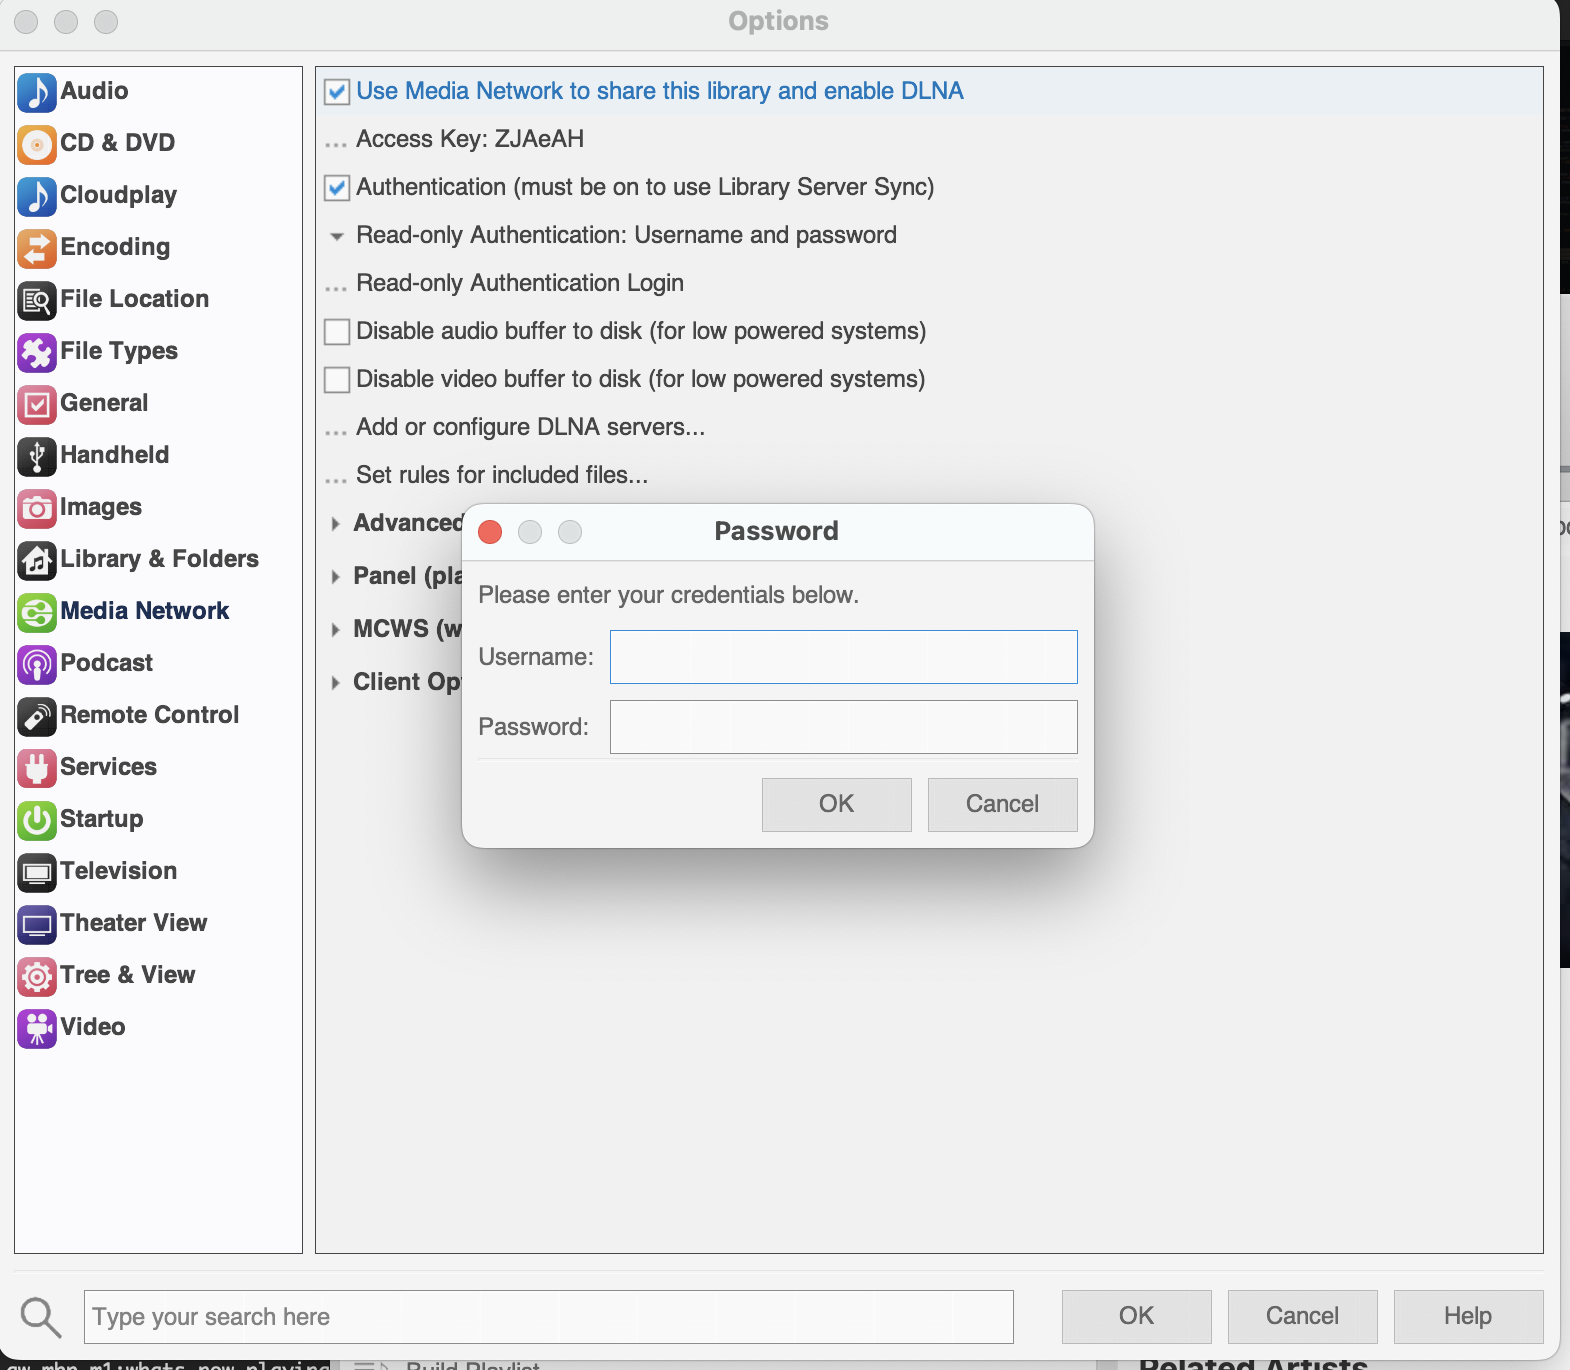 Options
Audio
CD & DVD
Cloudplay
Encoding
File Location
File Types
General
Handheld
Images
Library & Folders
Media Network
Podcast
Remote Control
Services
Startup
Television
Theater View
Tree & View
Video
Use Media Network to share this library and enable DLNA
... Access Key: ZJAeAH
Authentication (must be on to use Library Server Sync)
Read-only Authentication: Username and password
... Read-only Authentication Login
Disable audio buffer to disk (for low powered systems)
Disable video buffer to disk (for low powered systems)
... Add or configure DLNA servers...
... Set rules for included files...
Advanced
Panel (pla
MCWS (w
Client Op
Password
Please enter your credentials below.
Username:
Password:
OK Cancel
Type your search here
OK Cancel Help
Build Playlist
Related Artists